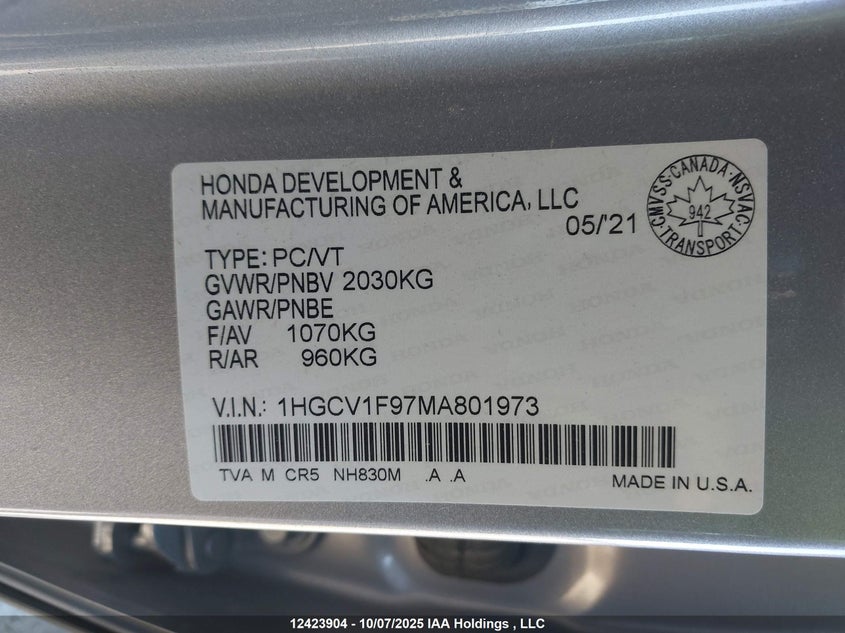 HONDA DEVELOPMENT &
MANUFACTURING OF AMERICA, LLC
05/'21
CMVSS·CANADA·NSVAC
942
TRANSPORT
TYPE: PC/VT
GVWR/PNBV 2030KG
GAWR/PNBE
F/AV 1070KG
R/AR 960KG
V.I.N.: 1HGCV1F97MA801973
TVA M CR5 NH830M .A .A
MADE IN U.S.A.
12423904 - 10/07/2025 IAA Holdings , LLC